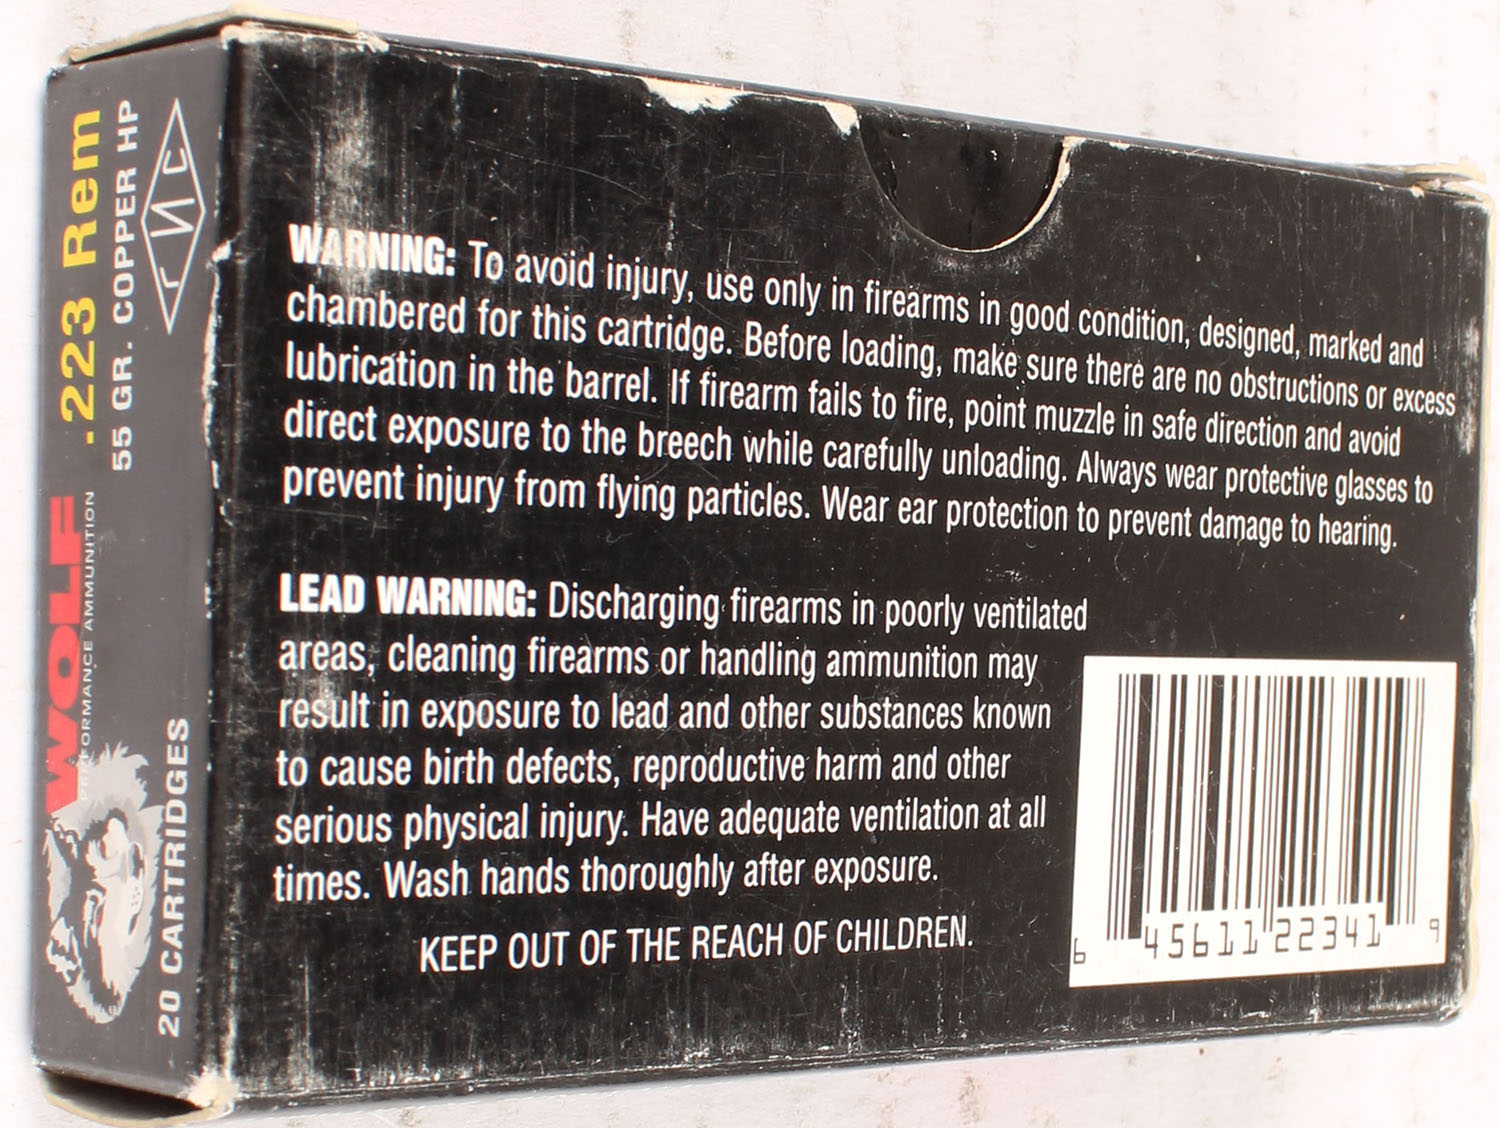 WOLF
PERFORMANCE AMMUNITION
.223 Rem
55 GR. COPPER HP
20 CARTRIDGES
WARNING: To avoid injury, use only in firearms in good condition, designed, marked and
chambered for this cartridge. Before loading, make sure there are no obstructions or excess
lubrication in the barrel. If firearm fails to fire, point muzzle in safe direction and avoid
direct exposure to the breech while carefully unloading. Always wear protective glasses to
prevent injury from flying particles. Wear ear protection to prevent damage to hearing.
LEAD WARNING: Discharging firearms in poorly ventilated
areas, cleaning firearms or handling ammunition may
result in exposure to lead and other substances known
to cause birth defects, reproductive harm and other
serious physical injury. Have adequate ventilation at all
times. Wash hands thoroughly after exposure.
KEEP OUT OF THE REACH OF CHILDREN.
6 45611 22341 9